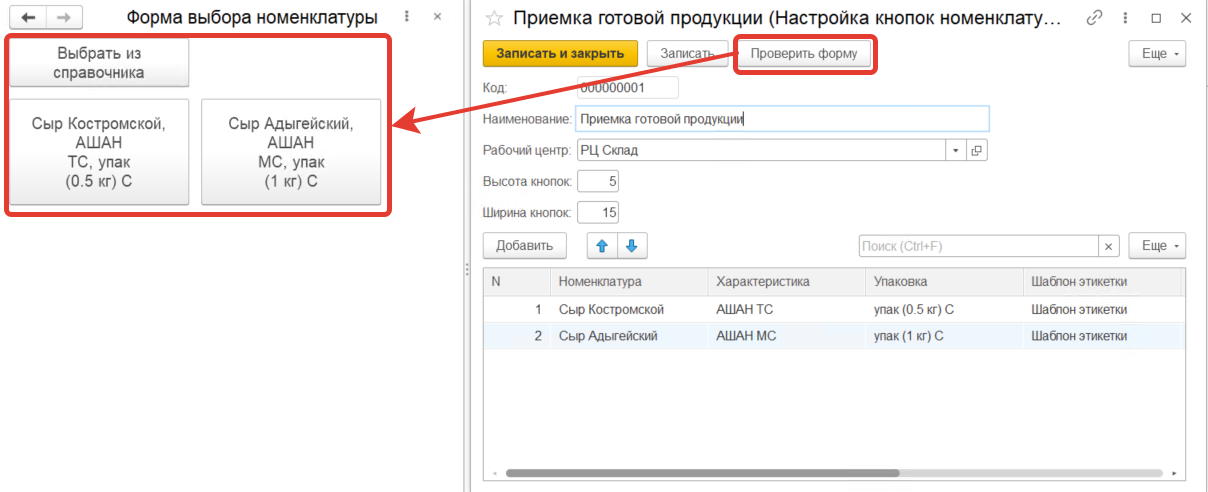 Форма выбора номенклатуры
Выбрать из
справочника
Сыр Костромской,
АШАН
ТС, упак
(0.5 кг) С
Сыр Адыгейский,
АШАН
МС, упак
(1 кг) С
Приемка готовой продукции (Настройка кнопок номенклату...
Записать и закрыть
Записать
Проверить форму
Еще
Код: 000000001
Наименование: Приемка готовой продукции
Рабочий центр: РЦ Склад
Высота кнопок: 5
Ширина кнопок: 15
Добавить
Поиск (Ctrl+F)
Еще
N Номенклатура Характеристика Упаковка Шаблон этикетки
1 Сыр Костромской АШАН ТС упак (0.5 кг) С Шаблон этикетки
2 Сыр Адыгейский АШАН МС упак (1 кг) С Шаблон этикетки